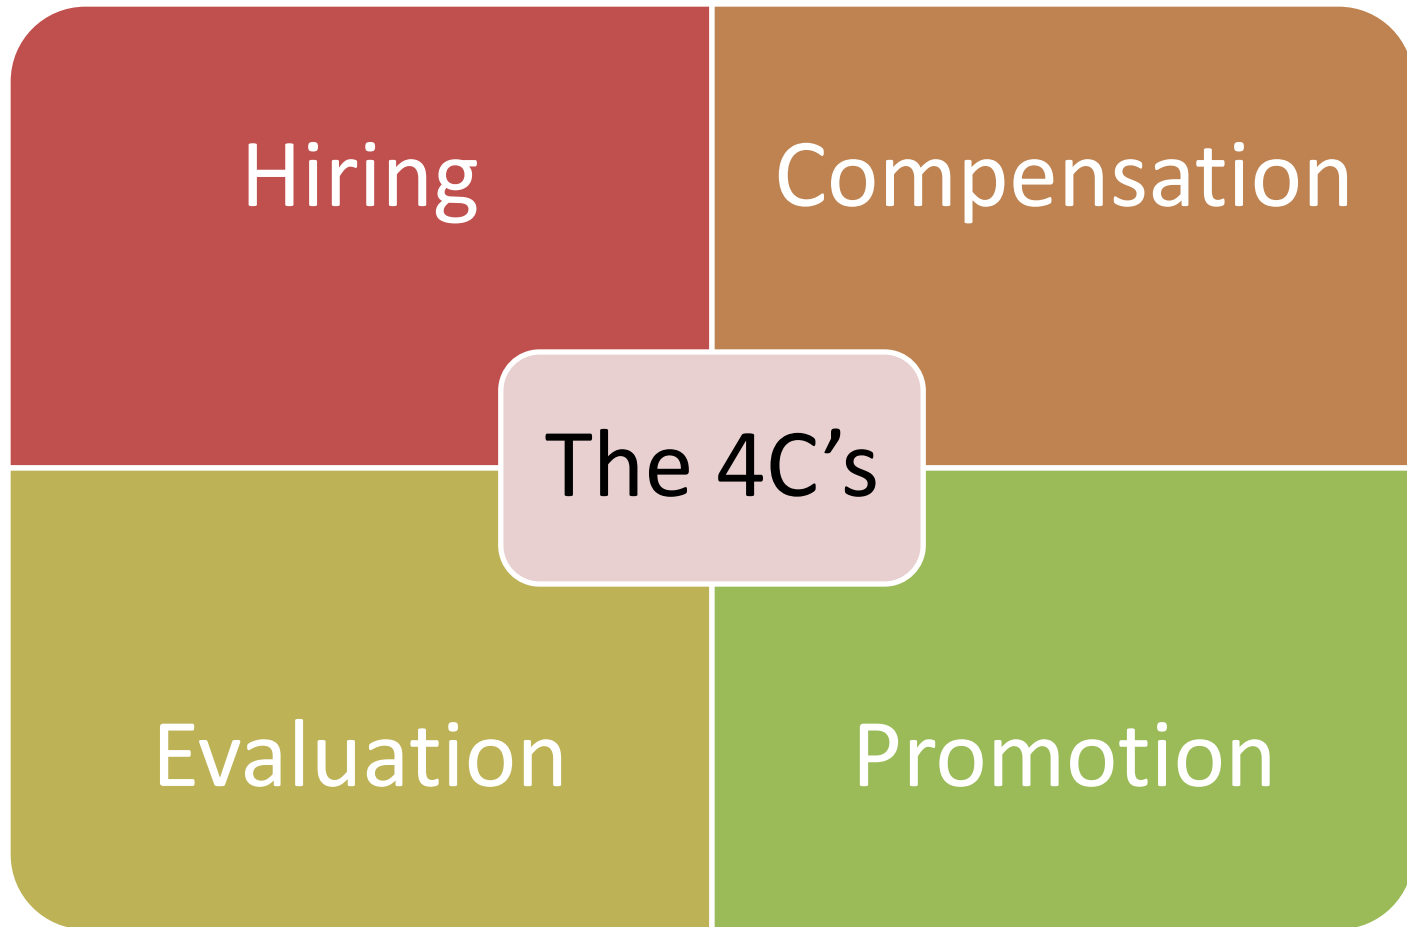 Hiring
Compensation
The 4C’s
Evaluation
Promotion